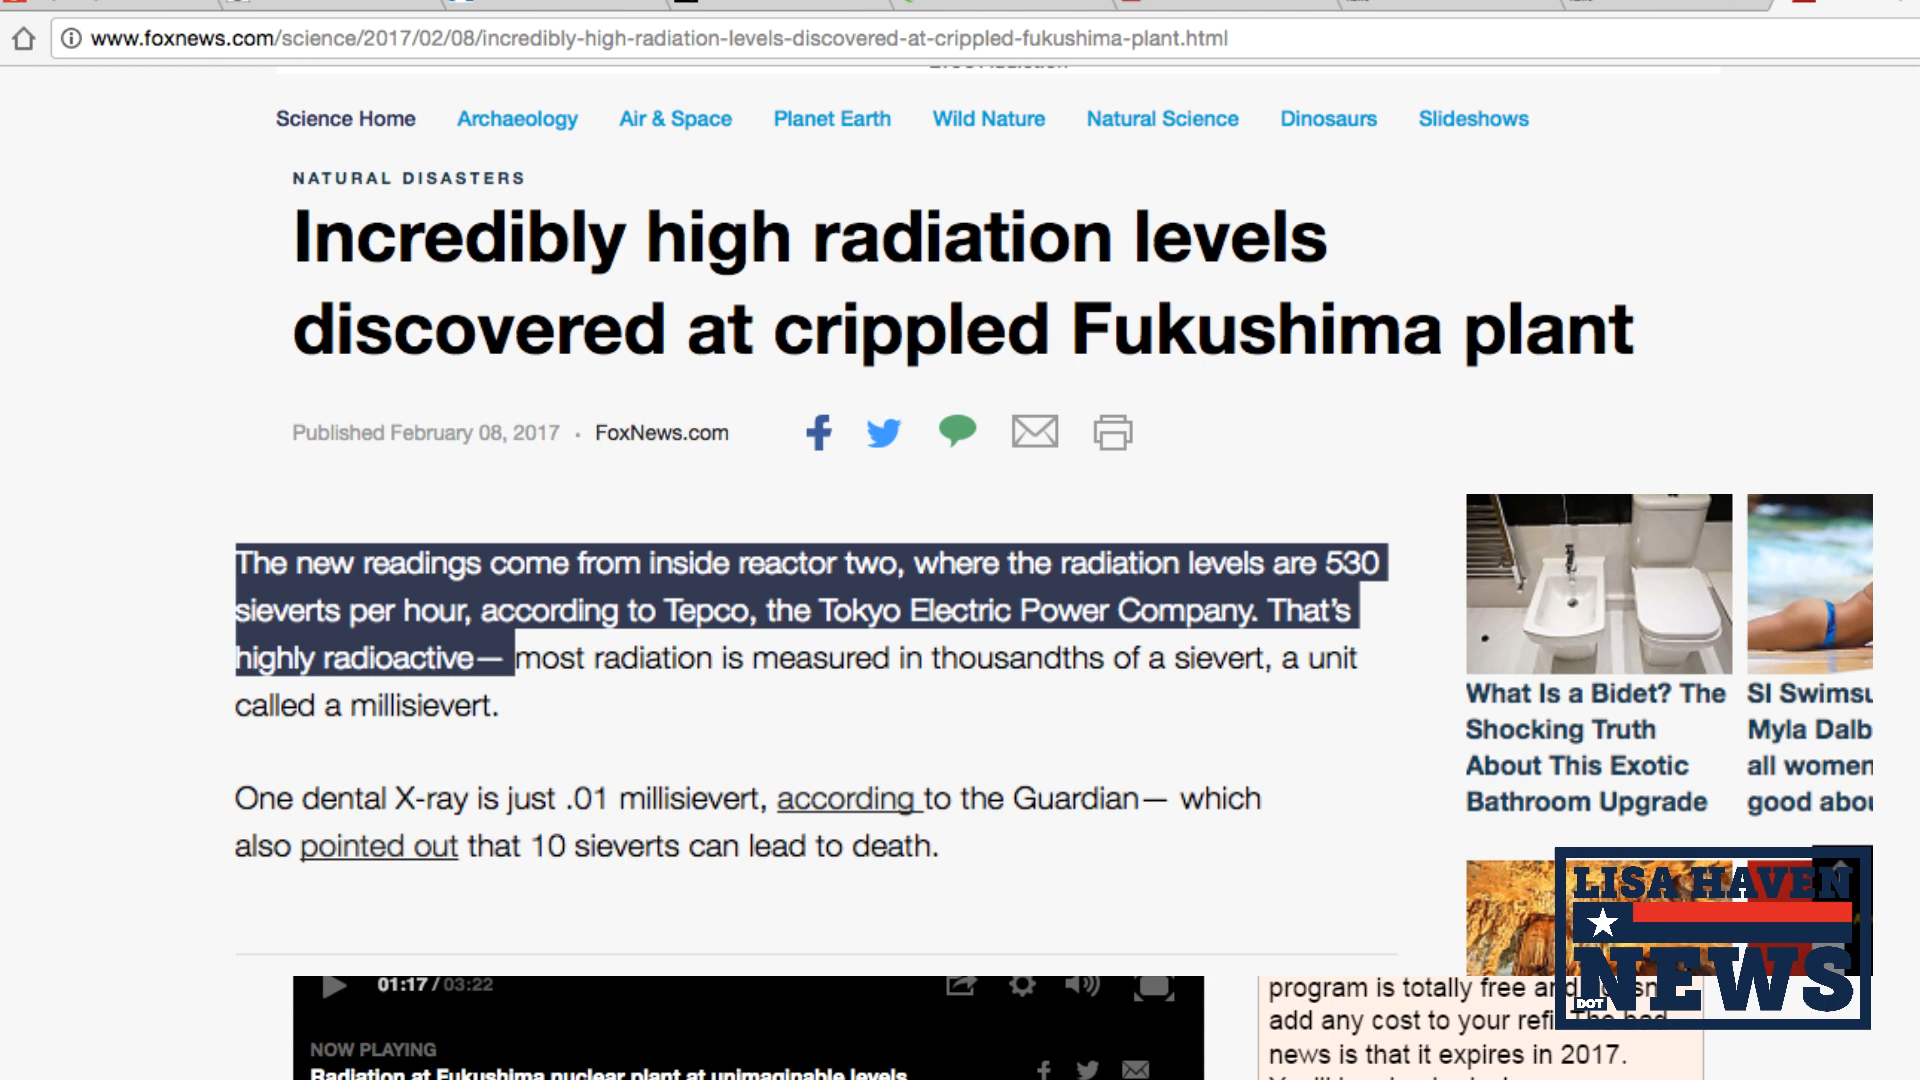 www.foxnews.com/science/2017/02/08/incredibly-high-radiation-levels-discovered-at-crippled-fukushima-plant.html
Science Home Archaeology Air & Space Planet Earth Wild Nature Natural Science Dinosaurs Slideshows
NATURAL DISASTERS
Incredibly high radiation levels
discovered at crippled Fukushima plant
Published February 08, 2017 · FoxNews.com
The new readings come from inside reactor two, where the radiation levels are 530
sieverts per hour, according to Tepco, the Tokyo Electric Power Company. That's
highly radioactive— most radiation is measured in thousandths of a sievert, a unit
called a millisievert.
One dental X-ray is just .01 millisievert, according to the Guardian— which
also pointed out that 10 sieverts can lead to death.
What Is a Bidet? The
Shocking Truth
About This Exotic
Bathroom Upgrade
SI Swimsu
Myla Dalb
all women
good abou
01:17 / 03:22
NOW PLAYING
Radiation at Fukushima nuclear plant at unimaginable levels
program is totally free and
add any cost to your refi. The bad
news is that it expires in 2017.
LISA HAVEN
DOT NEWS